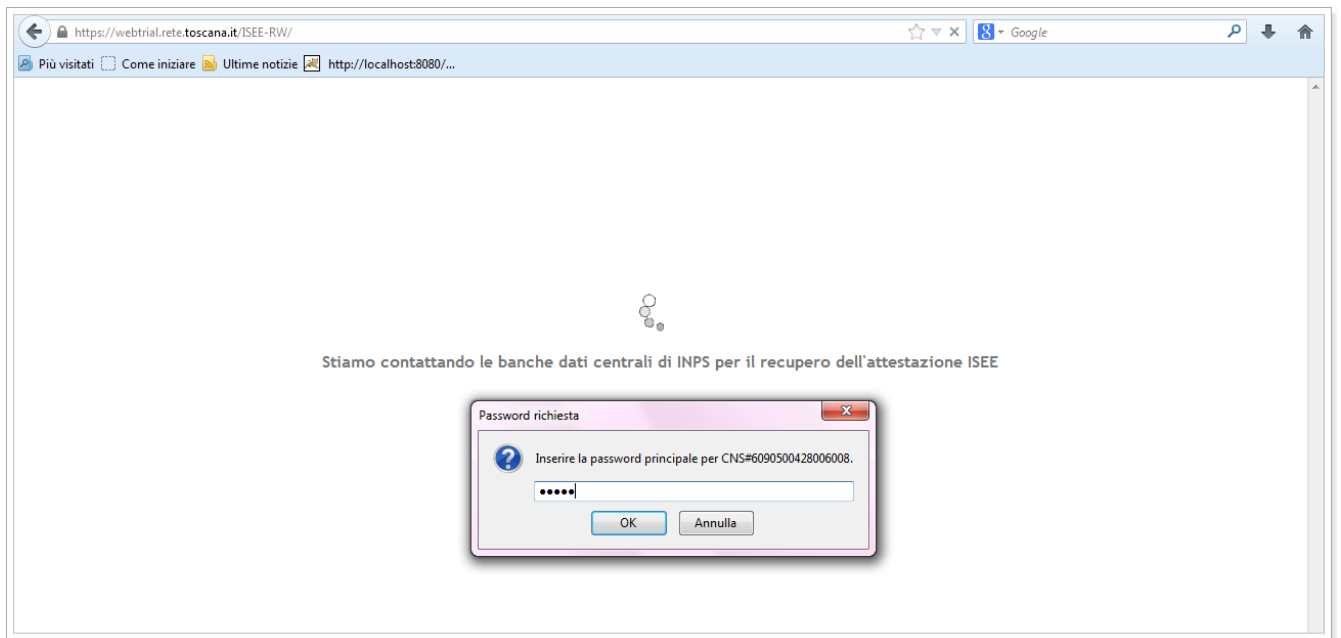 https://webtrial.rete.toscana.it/ISEE-RW/
Google
Più visitati Come iniziare Ultime notizie http://localhost:8080/...
Stiamo contattando le banche dati centrali di INPS per il recupero dell'attestazione ISEE
Password richiesta
Inserire la password principale per CNS#6090500428006008.
•••••
OK Annulla